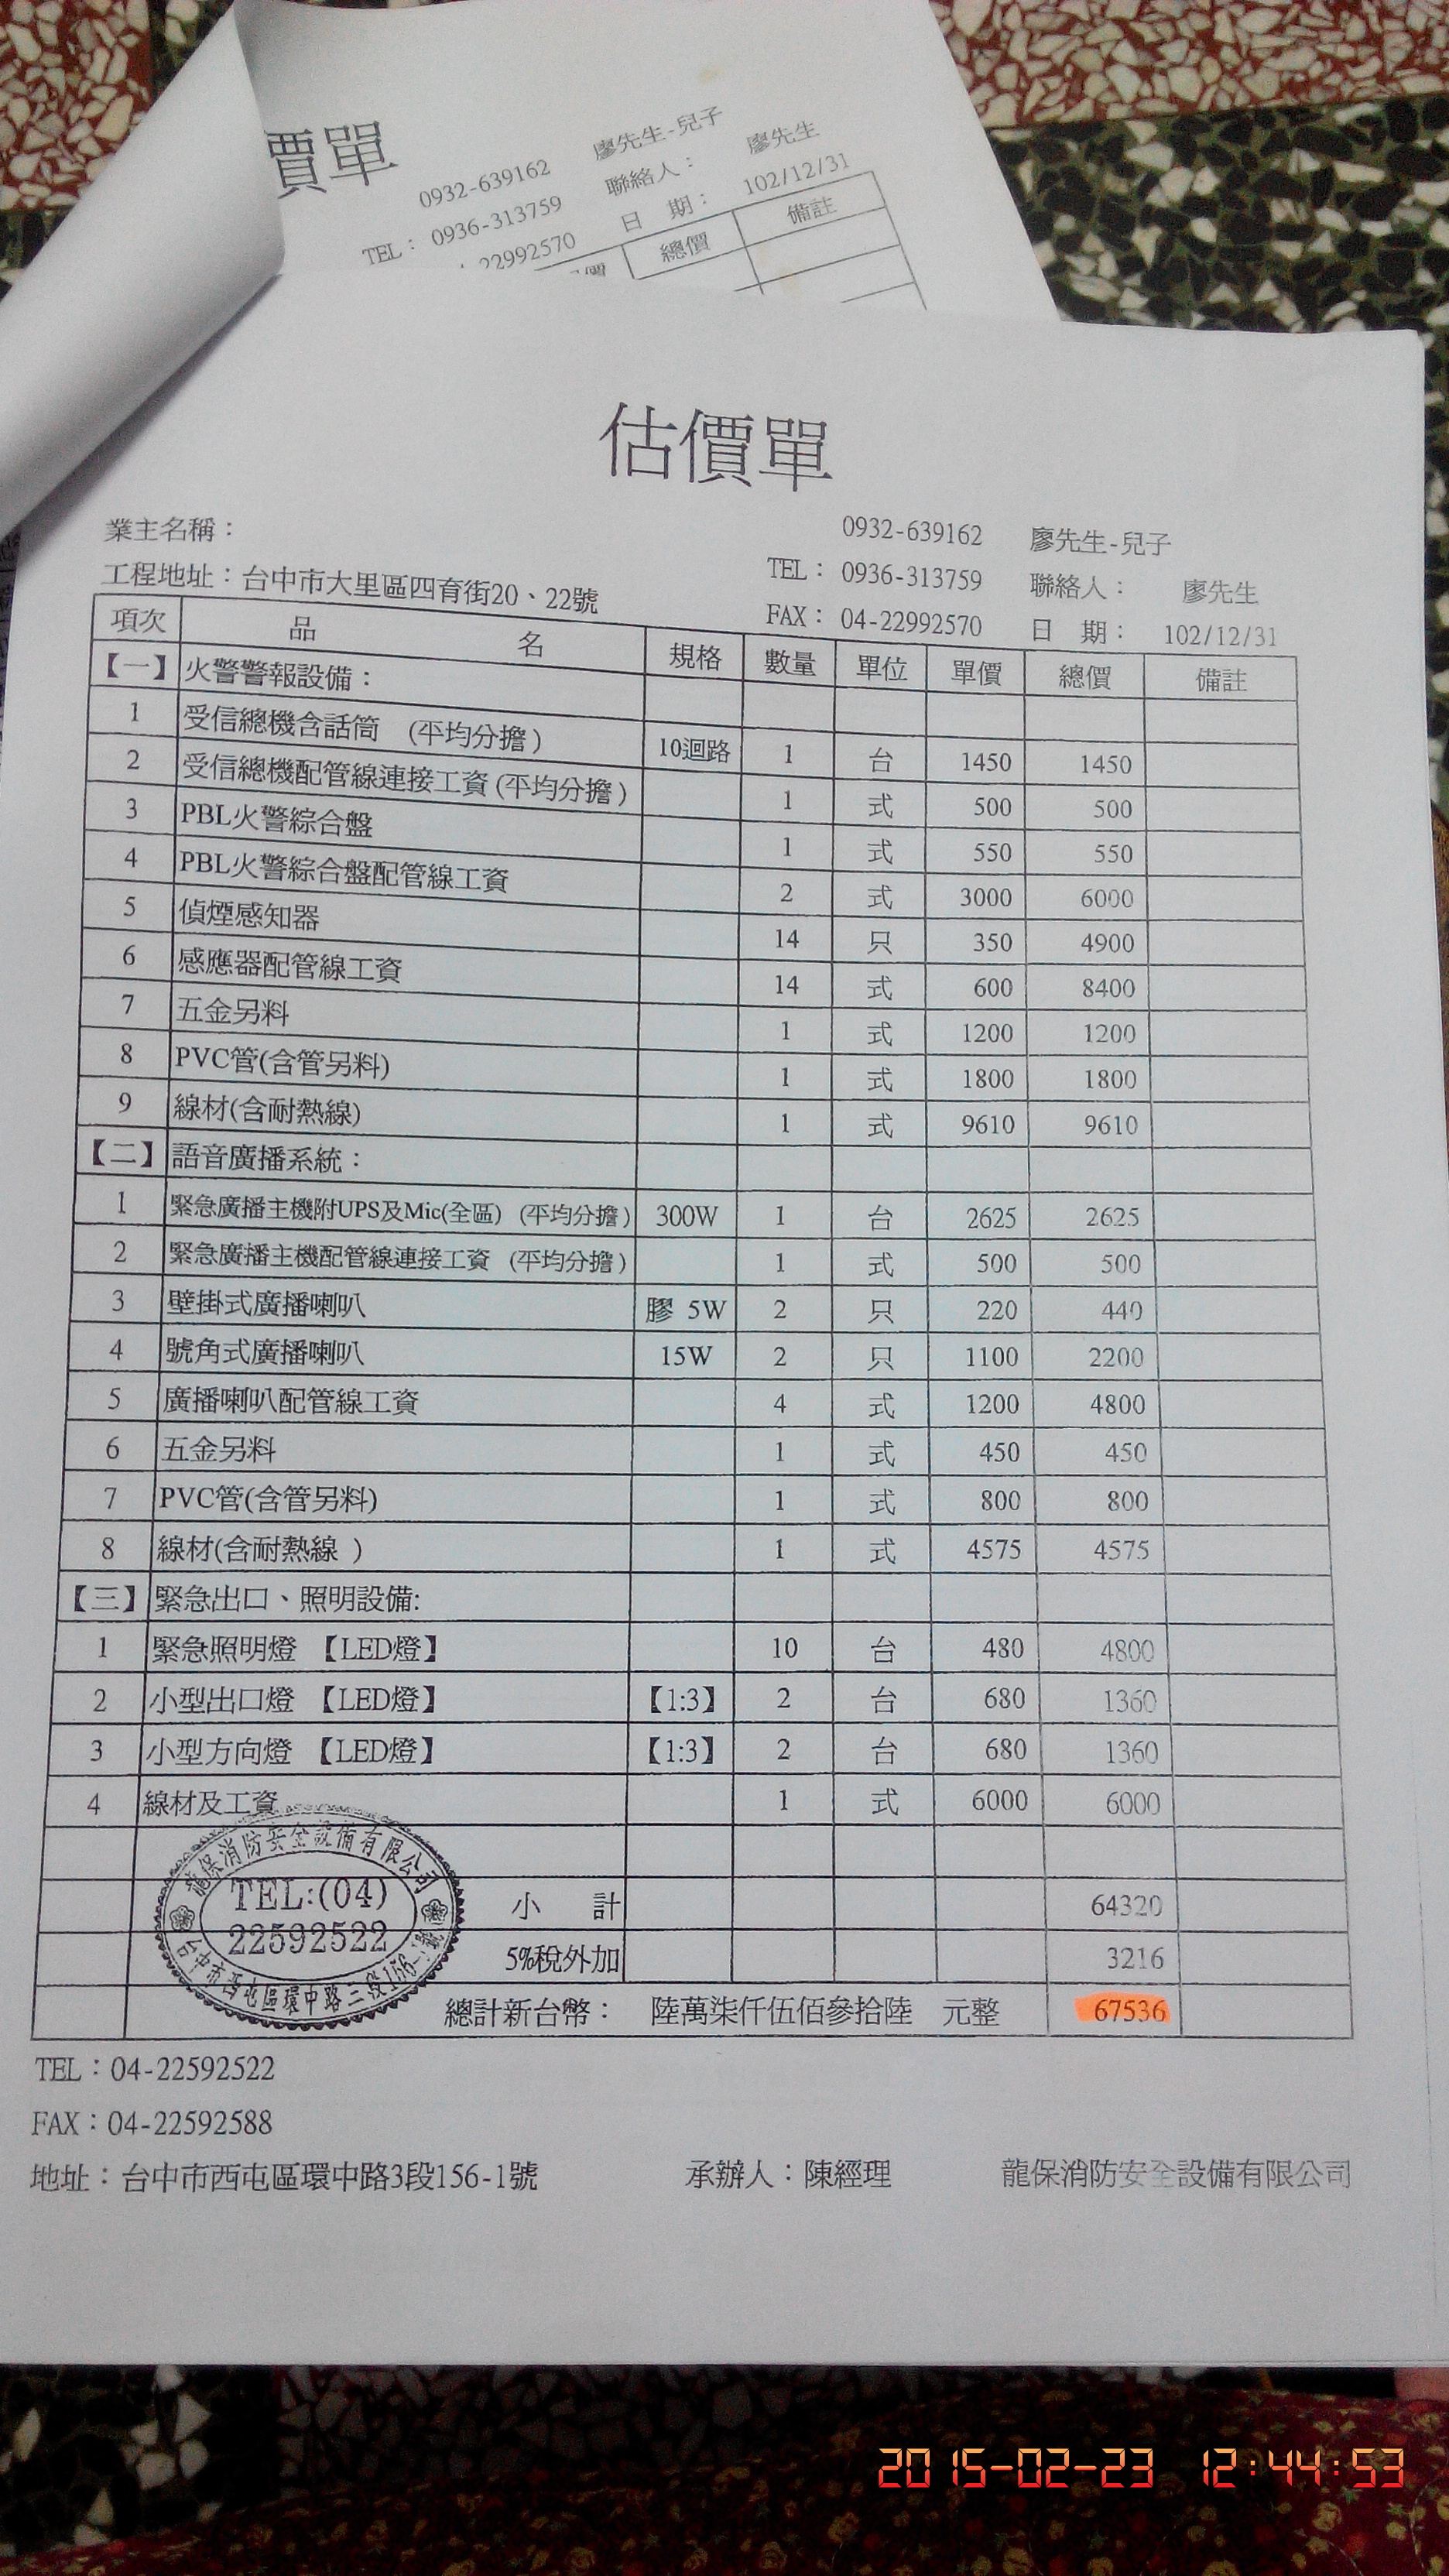 價單
0932-639162 廖先生-兒子
TEL： 0936-313759 聯絡人： 廖先生
22992570 日 期： 102/12/31
總價 備註
估價單
業主名稱： 0932-639162 廖先生-兒子
工程地址：台中市大里區四育街20、22號 TEL： 0936-313759 聯絡人： 廖先生
FAX： 04-22992570 日 期： 102/12/31
項次 品 名 規格 數量 單位 單價 總價 備註
【一】 火警警報設備：
1 受信總機含話筒 (平均分擔) 10迴路 1 台 1450 1450
2 受信總機配管線連接工資 (平均分擔) 1 式 500 500
3 PBL火警綜合盤 1 式 550 550
4 PBL火警綜合盤配管線工資 2 式 3000 6000
5 偵煙感知器 14 只 350 4900
6 感應器配管線工資 14 式 600 8400
7 五金另料 1 式 1200 1200
8 PVC管(含管另料) 1 式 1800 1800
9 線材(含耐熱線) 1 式 9610 9610
【二】 語音廣播系統：
1 緊急廣播主機附UPS及Mic(全區) (平均分擔) 300W 1 台 2625 2625
2 緊急廣播主機配管線連接工資 (平均分擔) 1 式 500 500
3 壁掛式廣播喇叭 膠 5W 2 只 220 440
4 號角式廣播喇叭 15W 2 只 1100 2200
5 廣播喇叭配管線工資 4 式 1200 4800
6 五金另料 1 式 450 450
7 PVC管(含管另料) 1 式 800 800
8 線材(含耐熱線 ) 1 式 4575 4575
【三】 緊急出口、照明設備:
1 緊急照明燈 【LED燈】 10 台 480 4800
2 小型出口燈 【LED燈】 【1:3】 2 台 680 1360
3 小型方向燈 【LED燈】 【1:3】 2 台 680 1360
4 線材及工資 1 式 6000 6000
龍保消防安全設備有限公司
TEL:(04)
22592522
台中市西屯區環中路三段156-1號
小 計 64320
5%稅外加 3216
總計新台幣： 陸萬柒仟伍佰參拾陸 元整 67536
TEL：04-22592522
FAX：04-22592588
地址：台中市西屯區環中路3段156-1號 承辦人：陳經理 龍保消防安全設備有限公司
2015-02-23 12:44:53